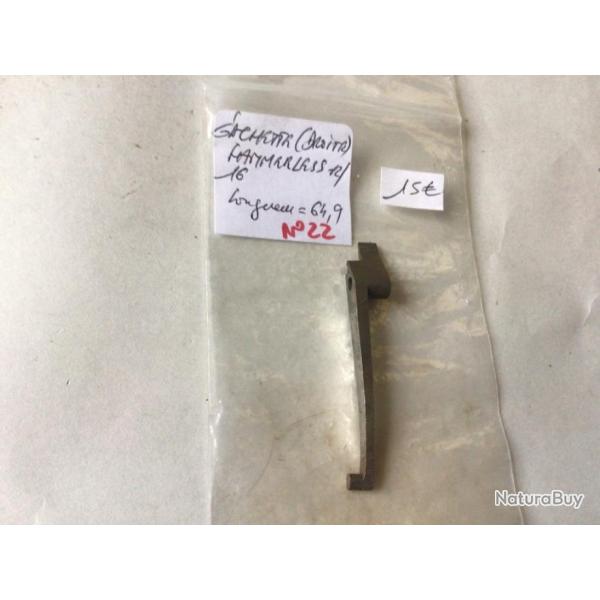 GACHETTE (DROITE)
HAMMERLESS 12/
16
longueur = 64,9
N°22
15€
NaturaBuy